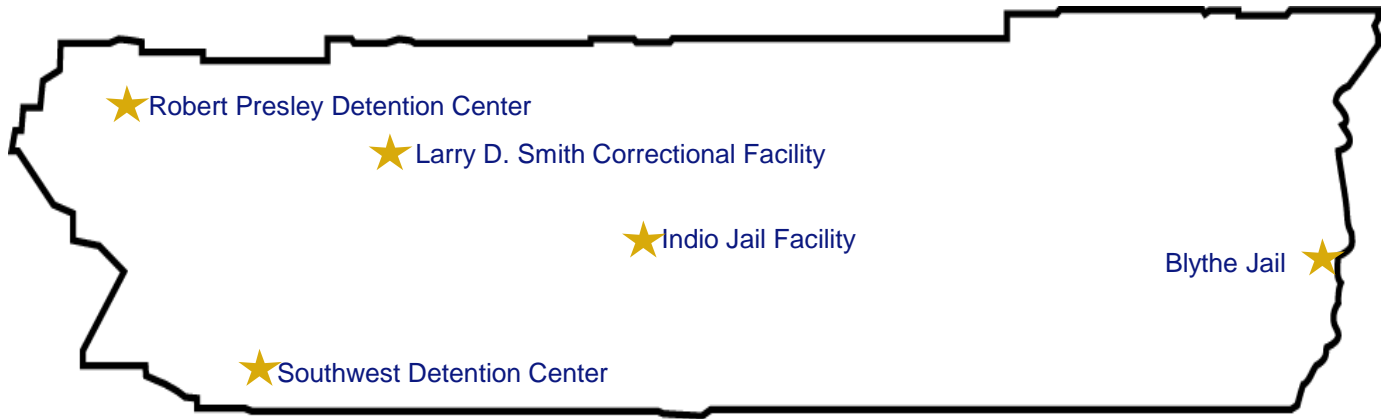 Robert Presley Detention Center
Larry D. Smith Correctional Facility
Indio Jail Facility
Blythe Jail
Southwest Detention Center